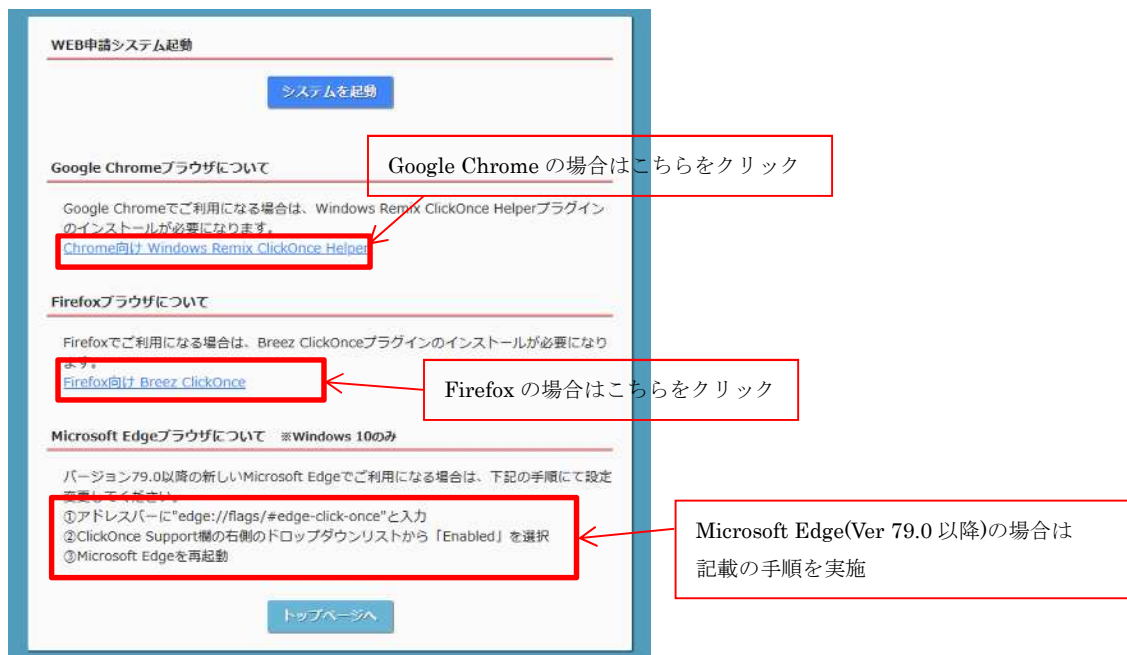 WEB申請システム起動
システムを起動
Google Chromeブラウザについて
Google Chrome の場合はこちらをクリック
Google Chromeでご利用になる場合は、Windows Remix ClickOnce Helperプラグイン
のインストールが必要になります。
Chrome向け Windows Remix ClickOnce Helper
Firefoxブラウザについて
Firefoxでご利用になる場合は、Breez ClickOnceプラグインのインストールが必要になり
ます。
Firefox向け Breez ClickOnce
Firefox の場合はこちらをクリック
Microsoft Edgeブラウザについて ※Windows 10のみ
バージョン79.0以降の新しいMicrosoft Edgeでご利用になる場合は、下記の手順にて設定
変更してください。
①アドレスバーに"edge://flags/#edge-click-once"と入力
②ClickOnce Support欄の右側のドロップダウンリストから「Enabled」を選択
③Microsoft Edgeを再起動
Microsoft Edge(Ver 79.0 以降)の場合は
記載の手順を実施
トップページへ